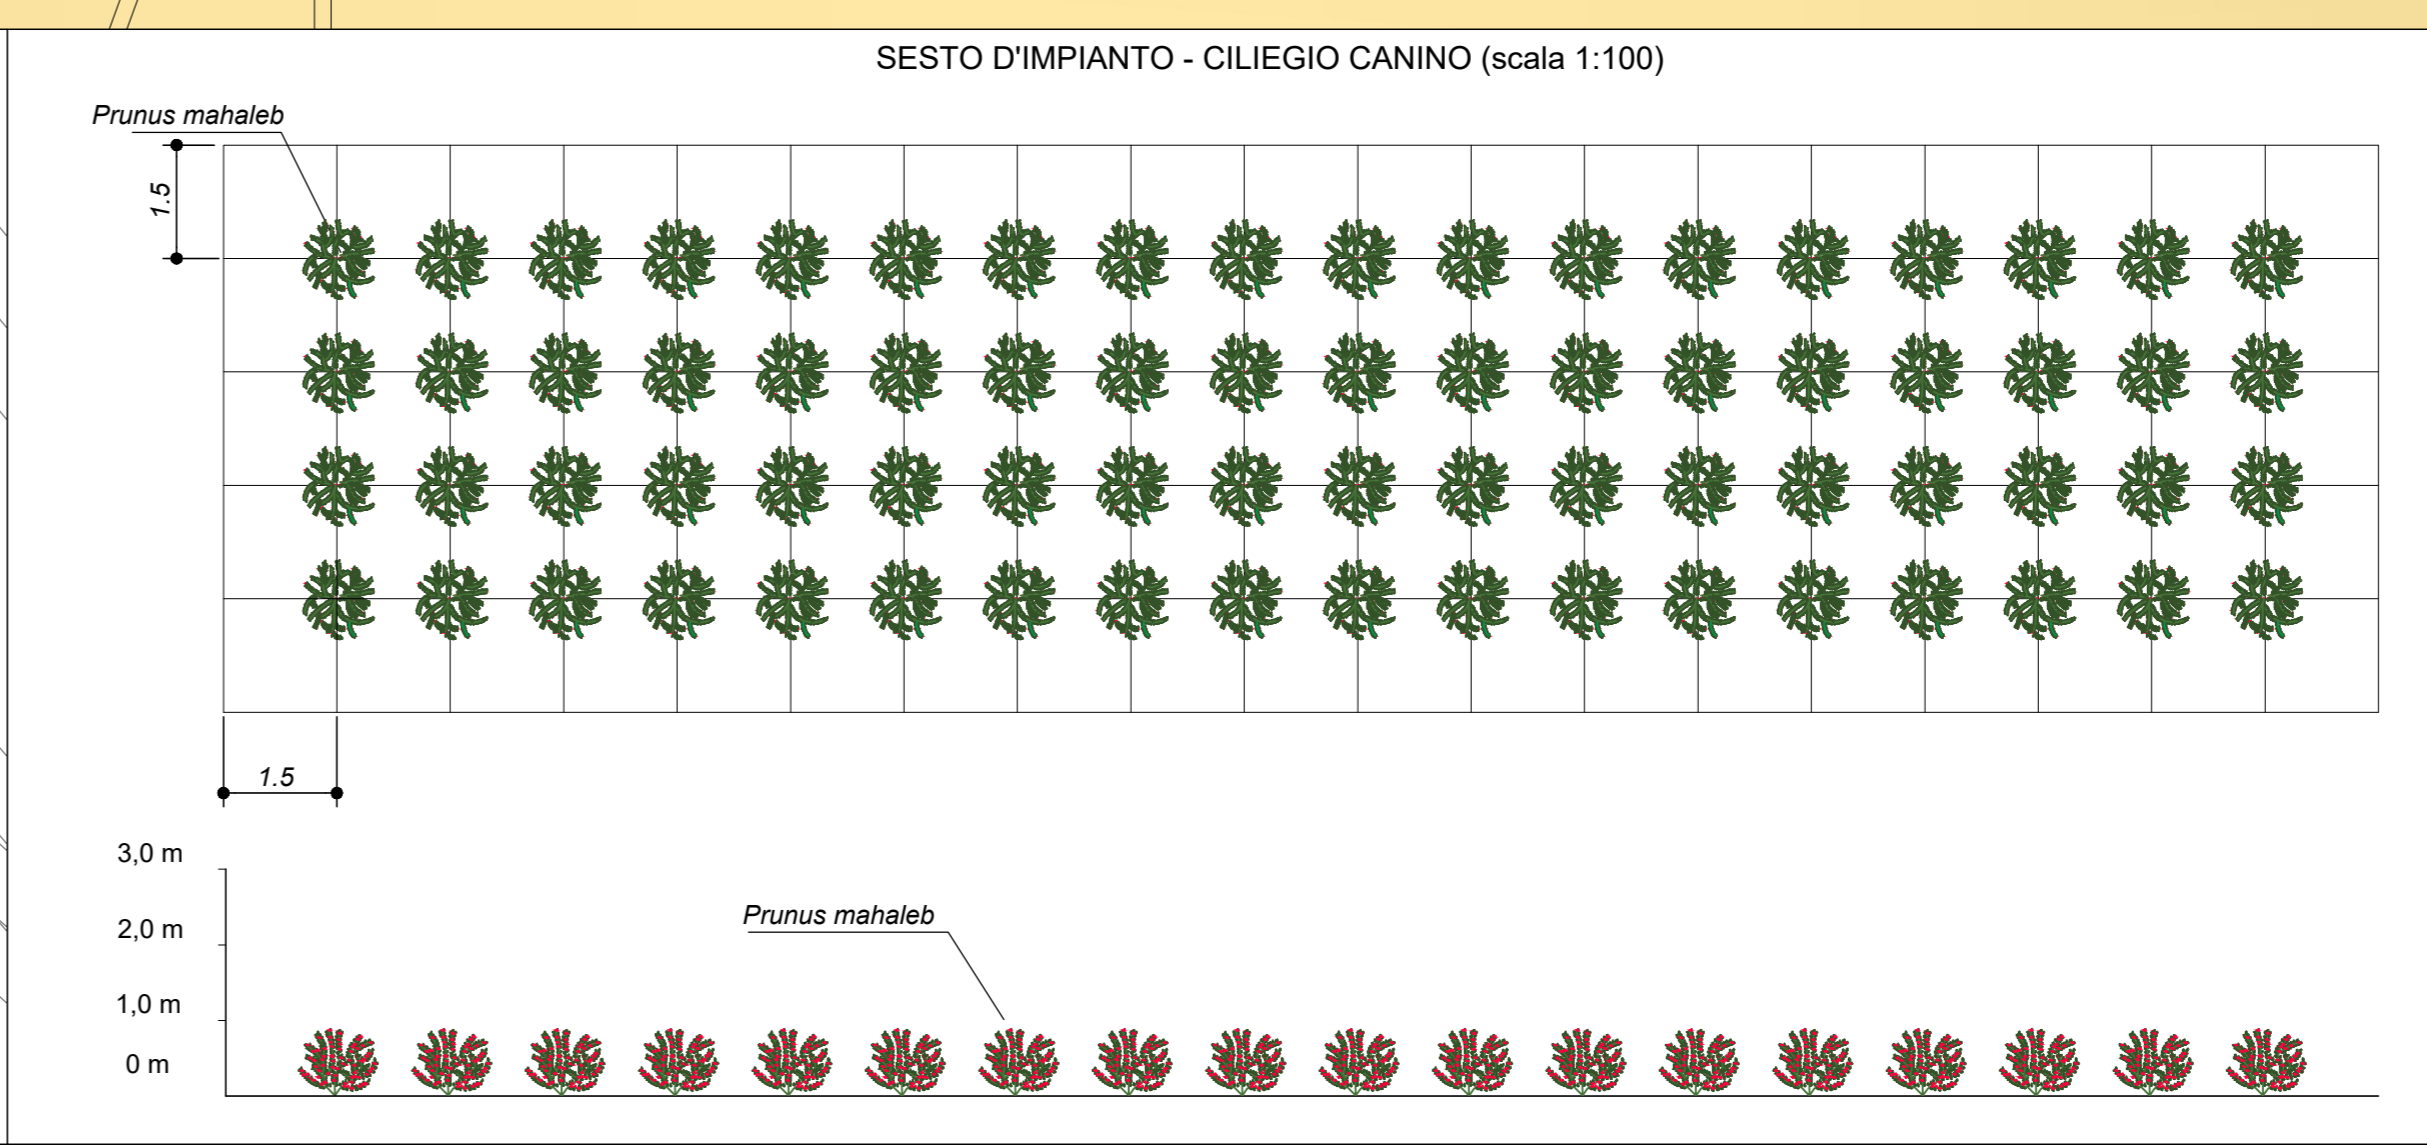 SESTO D'IMPIANTO - CILIEGIO CANINO (scala 1:100)
Prunus mahaleb
1.5
1.5
3,0 m
2,0 m
Prunus mahaleb
1,0 m
0 m